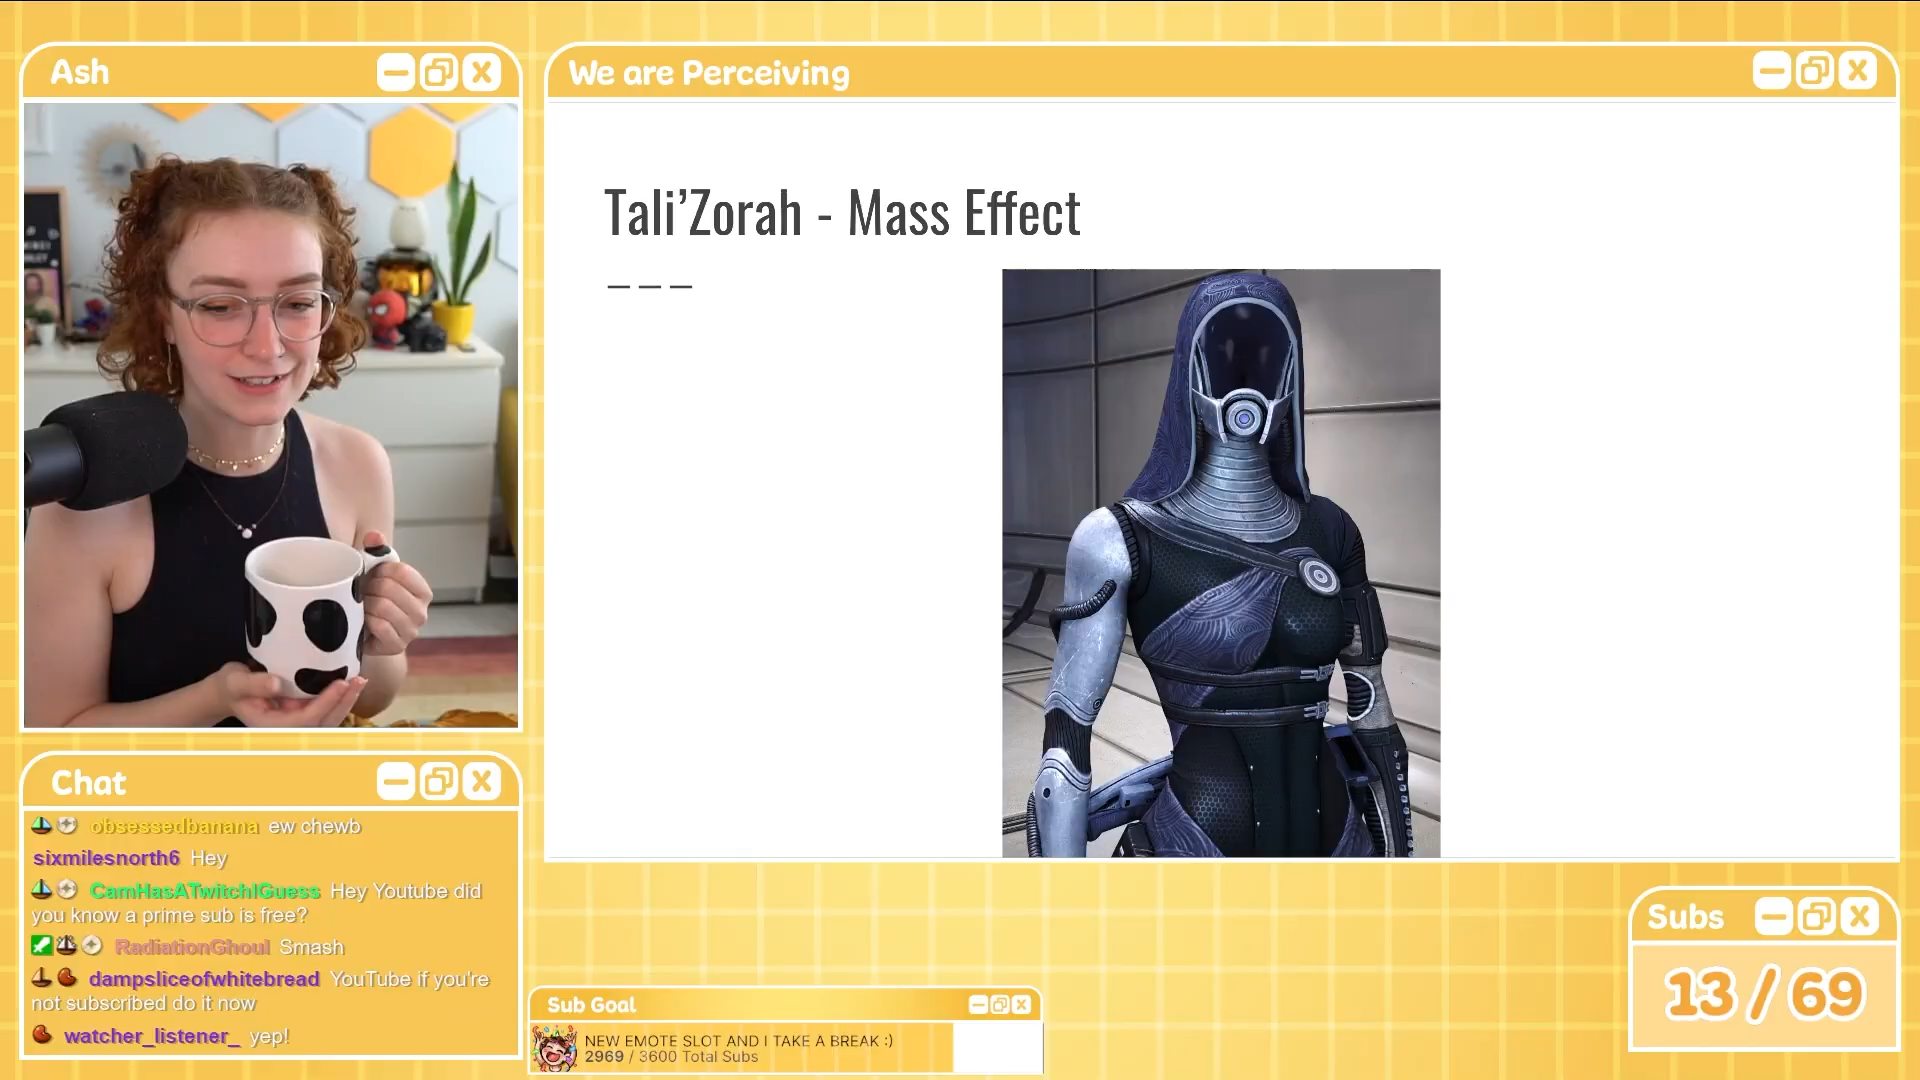 Ash
We are Perceiving
Tali’Zorah - Mass Effect
Chat
obsessedbanana ew chewb
sixmilesnorth6 Hey
CamHasATwitchIGuess Hey Youtube did
you know a prime sub is free?
RadiationGhoul Smash
dampsliceofwhitebread YouTube if you're
not subscribed do it now
watcher_listener_ yep!
Sub Goal
NEW EMOTE SLOT AND I TAKE A BREAK :)
2969 / 3600 Total Subs
Subs
13 / 69